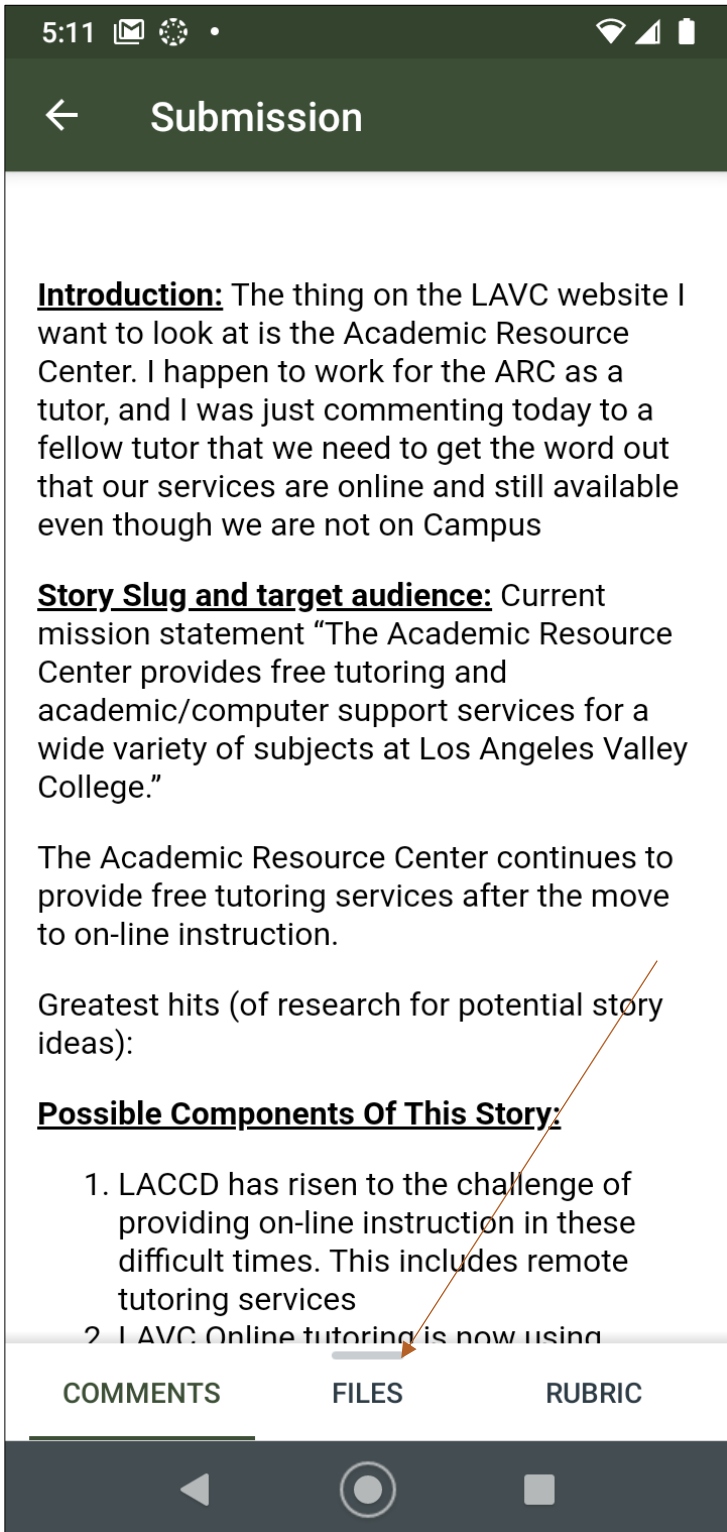 5:11
Submission
Introduction: The thing on the LAVC website I
want to look at is the Academic Resource
Center. I happen to work for the ARC as a
tutor, and I was just commenting today to a
fellow tutor that we need to get the word out
that our services are online and still available
even though we are not on Campus
Story Slug and target audience: Current
mission statement “The Academic Resource
Center provides free tutoring and
academic/computer support services for a
wide variety of subjects at Los Angeles Valley
College.”
The Academic Resource Center continues to
provide free tutoring services after the move
to on-line instruction.
Greatest hits (of research for potential story
ideas):
Possible Components Of This Story:
1. LACCD has risen to the challenge of
providing on-line instruction in these
difficult times. This includes remote
tutoring services
2. LAVC Online tutoring is now using
COMMENTS FILES RUBRIC